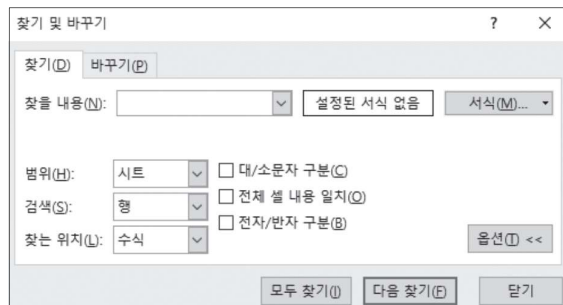 찾기 및 바꾸기 ? ×
찾기(D) 바꾸기(P)
찾을 내용(N): 설정된 서식 없음 서식(M)...
범위(H): 시트 대/소문자 구분(C)
검색(S): 행 전체 셀 내용 일치(O)
찾는 위치(L): 수식 전자/반자 구분(B)
옵션(T) <<
모두 찾기(I) 다음 찾기(F) 닫기